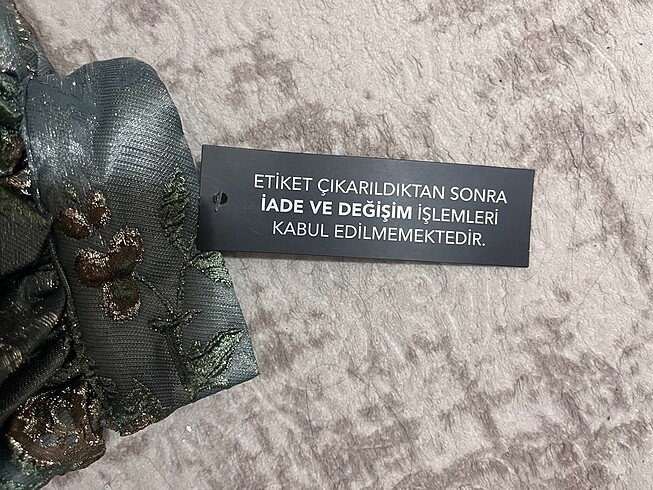 ETİKET ÇIKARILDIKTAN SONRA
İADE VE DEĞİŞİM İŞLEMLERİ
KABUL EDİLMEMEKTEDİR.